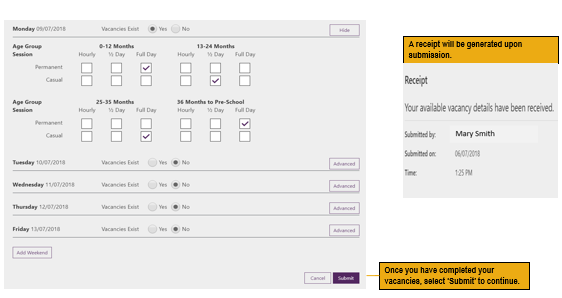 Monday 09/07/2018 Vacancies Exist Yes No Hide
Age Group 0-12 Months 13-24 Months
Session Hourly ½ Day Full Day Hourly ½ Day Full Day
Permanent
Casual
Age Group 25-35 Months 36 Months to Pre-School
Session Hourly ½ Day Full Day Hourly ½ Day Full Day
Permanent
Casual
Tuesday 10/07/2018 Vacancies Exist Yes No Advanced
Wednesday 11/07/2018 Vacancies Exist Yes No Advanced
Thursday 12/07/2018 Vacancies Exist Yes No Advanced
Friday 13/07/2018 Vacancies Exist Yes No Advanced
Add Weekend
Cancel Submit
A receipt will be generated upon
submission.
Receipt
Your available vacancy details have been received.
Submitted by: Mary Smith
Submitted on: 06/07/2018
Time: 1:25 PM
Once you have completed your
vacancies, select 'Submit' to continue.